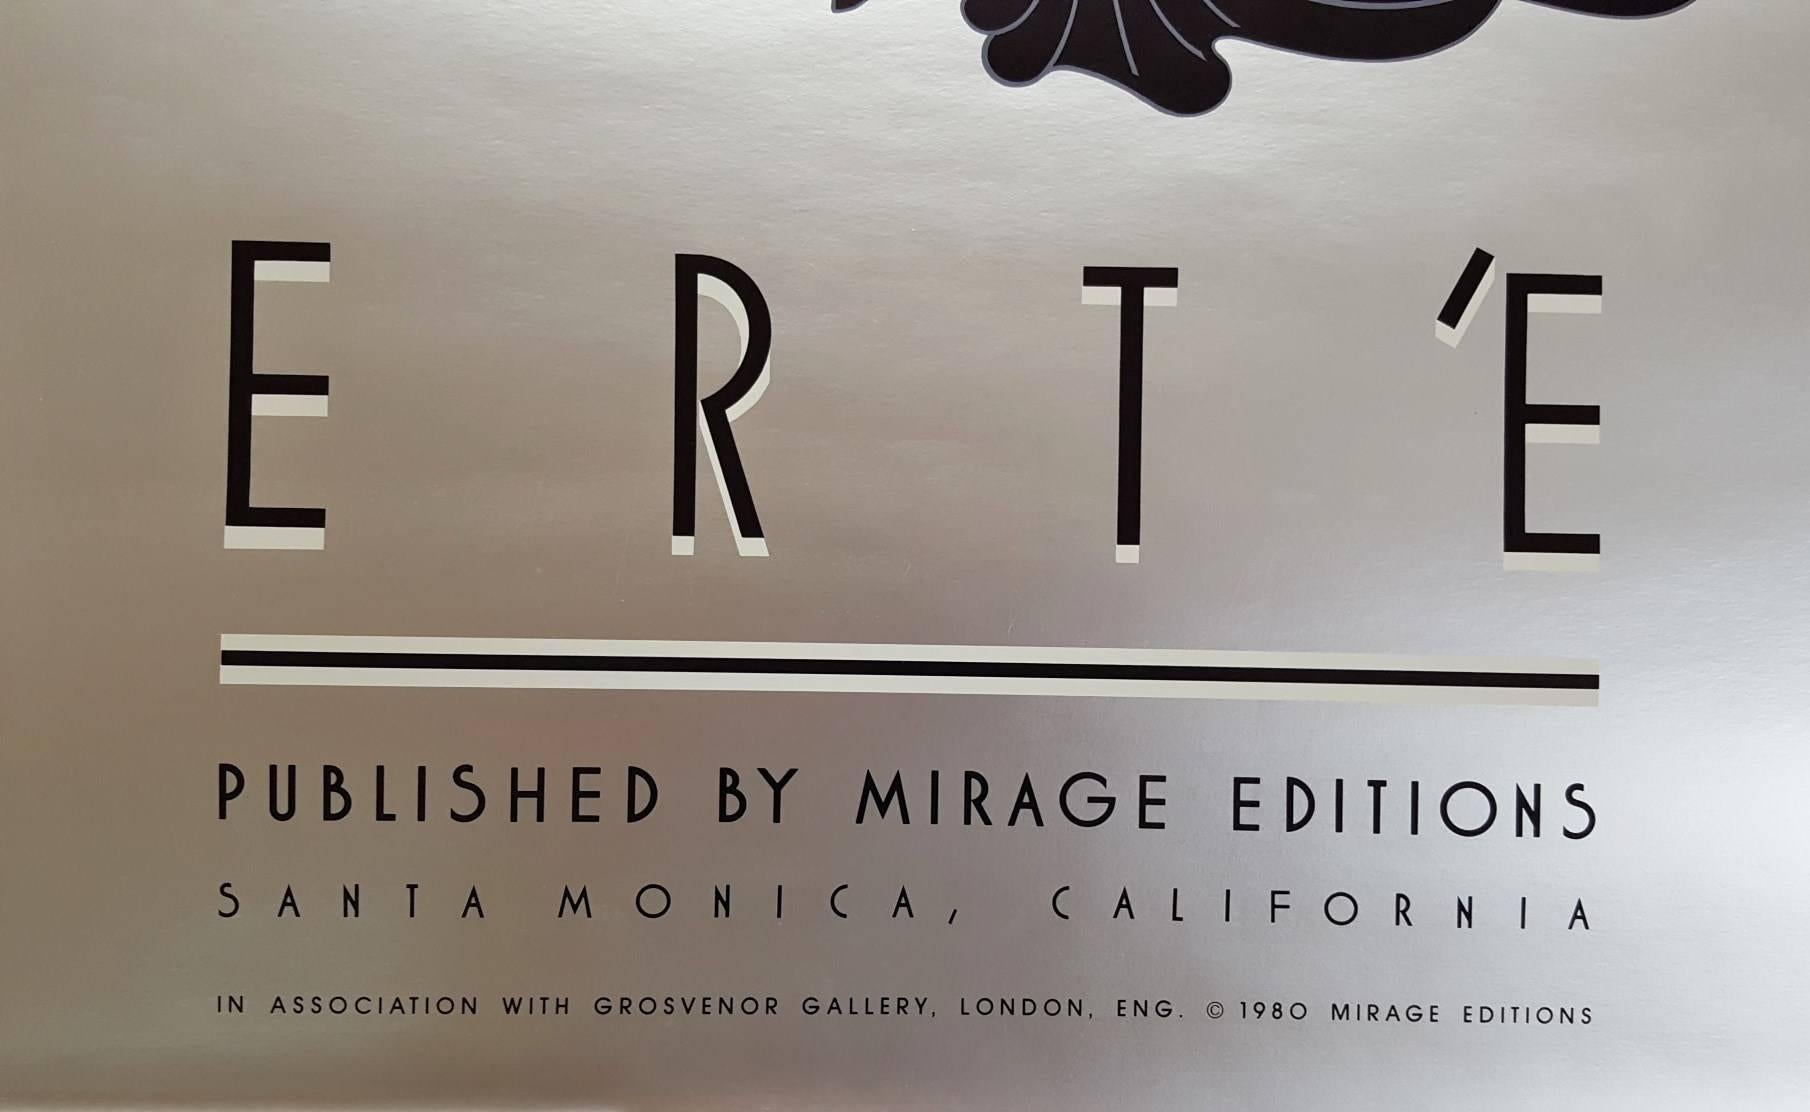 ERT'E
PUBLISHED BY MIRAGE EDITIONS
SANTA MONICA, CALIFORNIA
IN ASSOCIATION WITH GROSVENOR GALLERY, LONDON, ENG. © 1980 MIRAGE EDITIONS